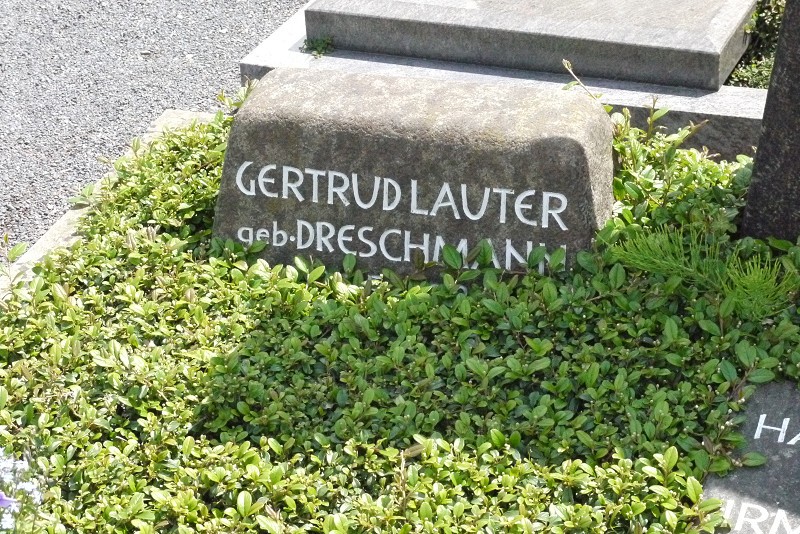 GERTRUD LAUTER
geb. DRESCHMANN